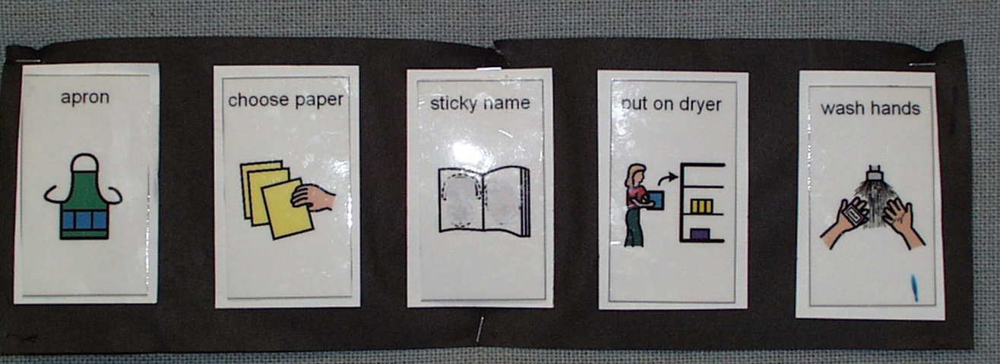 apron
choose paper
sticky name
put on dryer
wash hands